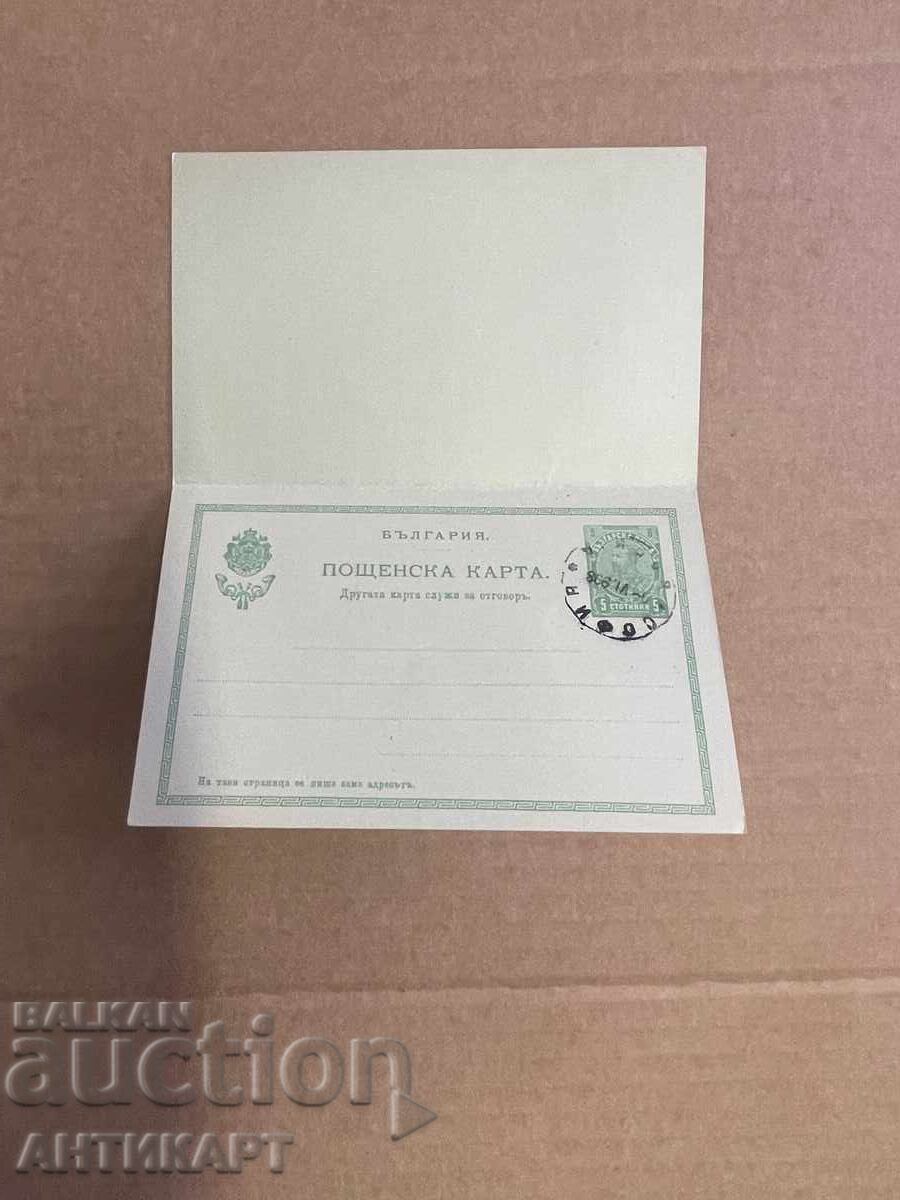 БЪЛГАРИЯ.
ПОЩЕНСКА КАРТА.
Другата карта служи за отговоръ.
5 СТОТИНКИ 5
СОФИЯ
На тази страница се пише само адресътъ.
BALKAN
auction
АНТИКАРТ